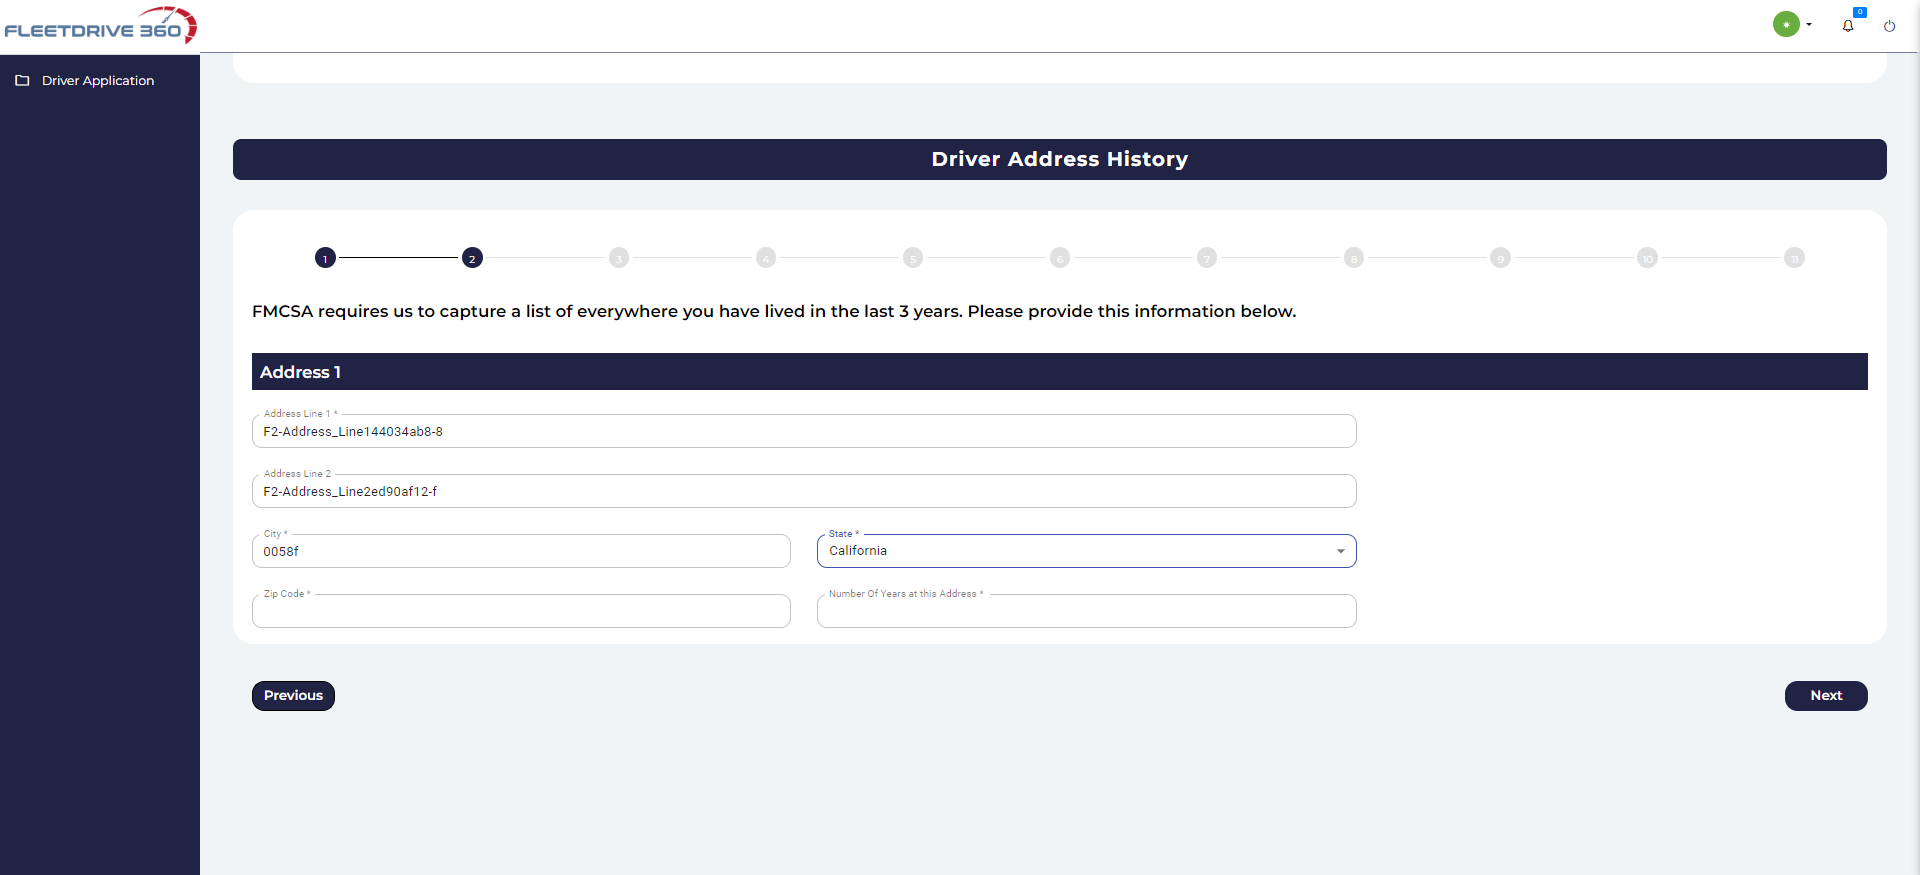 FLEETDRIVE 360
0
Driver Application
Driver Address History
1 2 3 4 5 6 7 8 9 10 11
FMCSA requires us to capture a list of everywhere you have lived in the last 3 years. Please provide this information below.
Address 1
Address Line 1 *
F2-Address_Line144034ab8-8
Address Line 2
F2-Address_Line2ed90af12-f
City *
0058f
State *
California
Zip Code *
Number Of Years at this Address *
Previous
Next